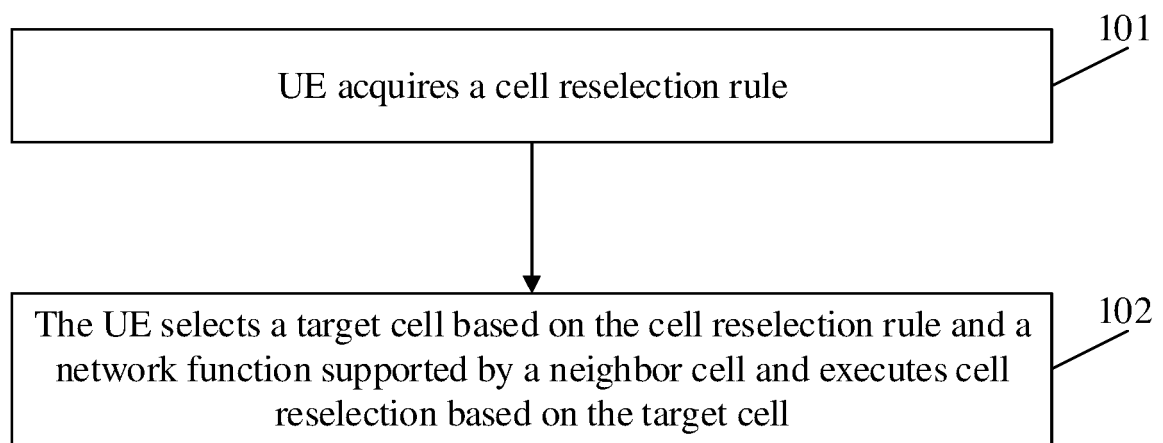 101
UE acquires a cell reselection rule
102
The UE selects a target cell based on the cell reselection rule and a
network function supported by a neighbor cell and executes cell
reselection based on the target cell